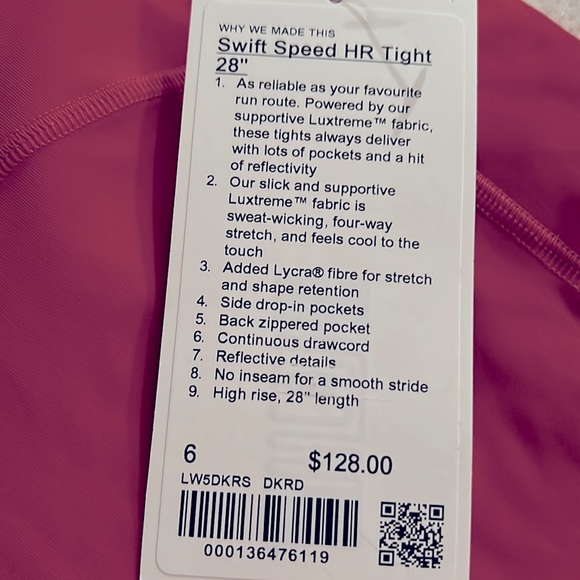 WHY WE MADE THIS
Swift Speed HR Tight
28"
1. As reliable as your favourite
run route. Powered by our
supportive Luxtreme™ fabric,
these tights always deliver
with lots of pockets and a hit
of reflectivity
2. Our slick and supportive
Luxtreme™ fabric is
sweat-wicking, four-way
stretch, and feels cool to the
touch
3. Added Lycra® fibre for stretch
and shape retention
4. Side drop-in pockets
5. Back zippered pocket
6. Continuous drawcord
7. Reflective details
8. No inseam for a smooth stride
9. High rise, 28" length
6 $128.00
LW5DKRS DKRD
000136476119